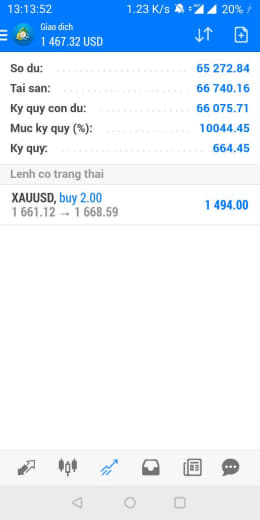 13:13:52 1.23 K/s 20%
Giao dich
1 467.32 USD
So du: 65 272.84
Tai san: 66 740.16
Ky quy con du: 66 075.71
Muc ky quy (%): 10044.45
Ky quy: 664.45
Lenh co trang thai
XAUUSD, buy 2.00
1 661.12 → 1 668.59 1 494.00